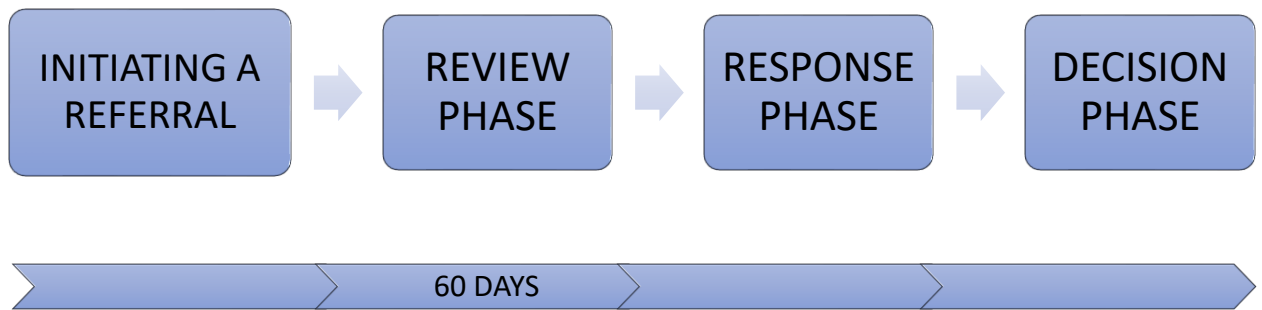 INITIATING A
REFERRAL
REVIEW
PHASE
RESPONSE
PHASE
DECISION
PHASE
60 DAYS